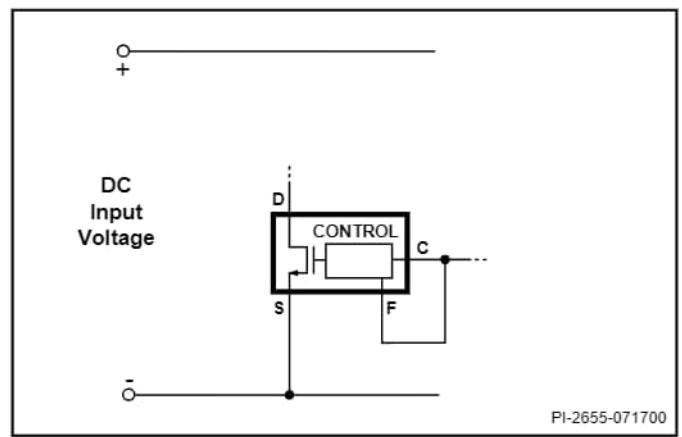 +
DC
Input
Voltage
D
CONTROL
C
S
F
-
PI-2655-071700